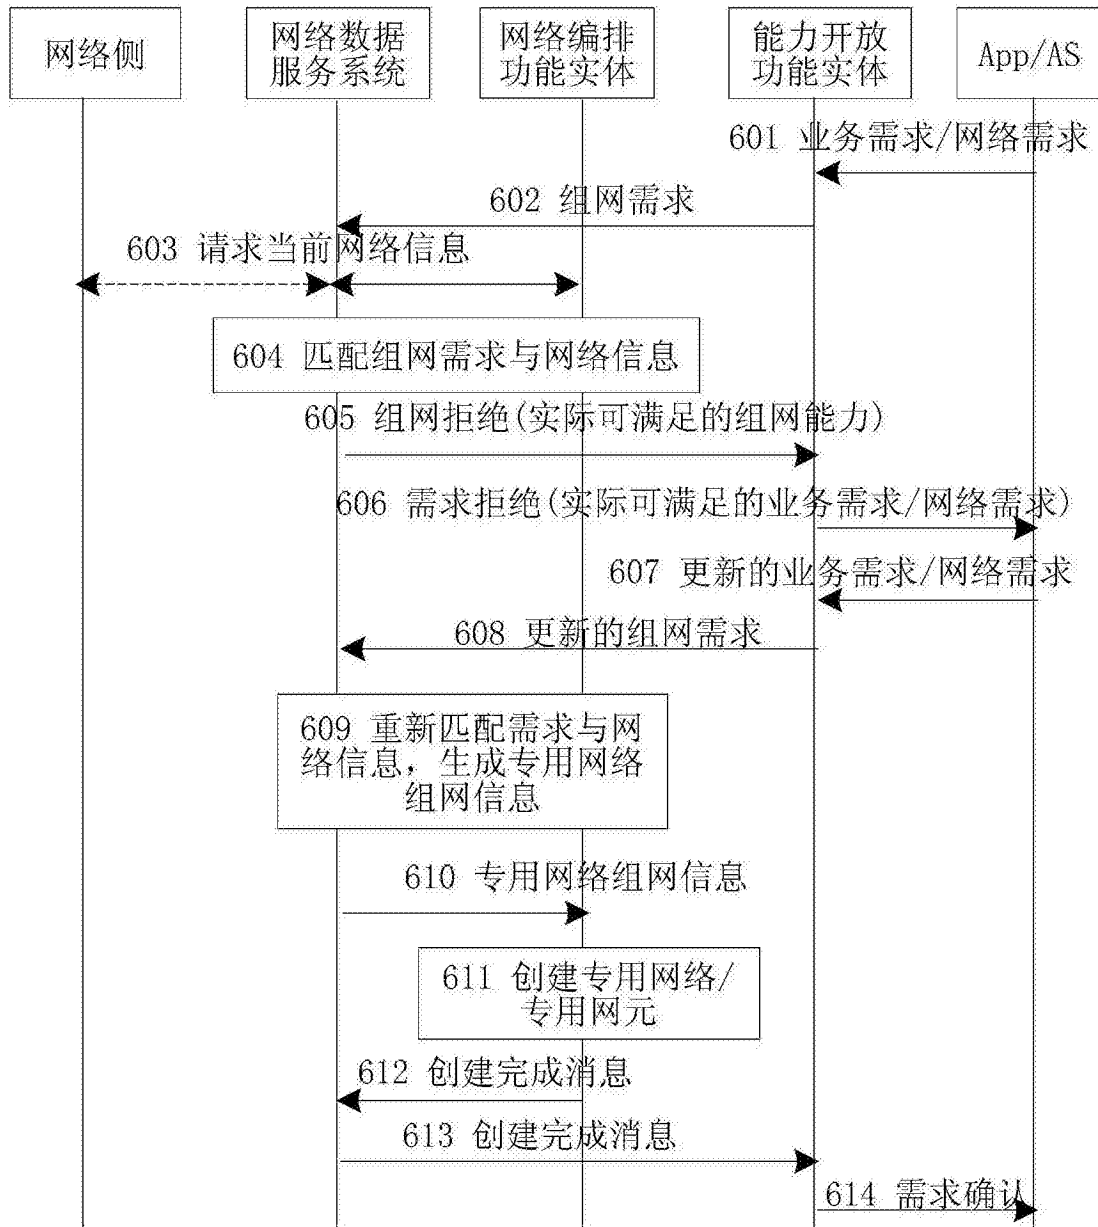 网络侧
网络数据
服务系统
网络编排
功能实体
能力开放
功能实体
App/AS
601 业务需求/网络需求
602 组网需求
603 请求当前网络信息
604 匹配组网需求与网络信息
605 组网拒绝(实际可满足的组网能力)
606 需求拒绝(实际可满足的业务需求/网络需求)
607 更新的业务需求/网络需求
608 更新的组网需求
609 重新匹配需求与网
络信息，生成专用网络
组网信息
610 专用网络组网信息
611 创建专用网络/
专用网元
612 创建完成消息
613 创建完成消息
614 需求确认